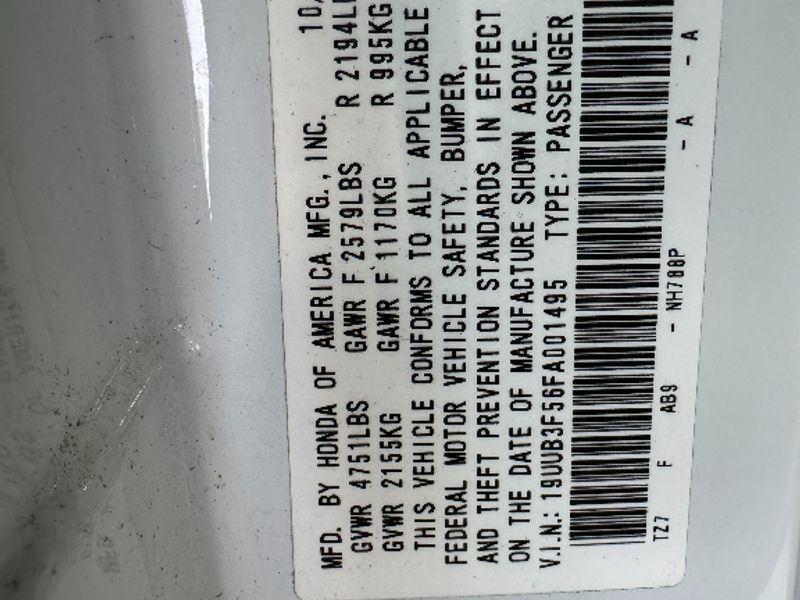 MFD. BY HONDA OF AMERICA MFG., INC. 10/
GVWR 4751LBS GAWR F 2579LBS R 2194L
GVWR 2155KG GAWR F 1170KG R 995KG
THIS VEHICLE CONFORMS TO ALL APPLICABLE
FEDERAL MOTOR VEHICLE SAFETY, BUMPER,
AND THEFT PREVENTION STANDARDS IN EFFECT
ON THE DATE OF MANUFACTURE SHOWN ABOVE.
V.I.N.: 19UUB3F56FA001495 TYPE: PASSENGER
TZ7 F AB9 - NH788P - A - A